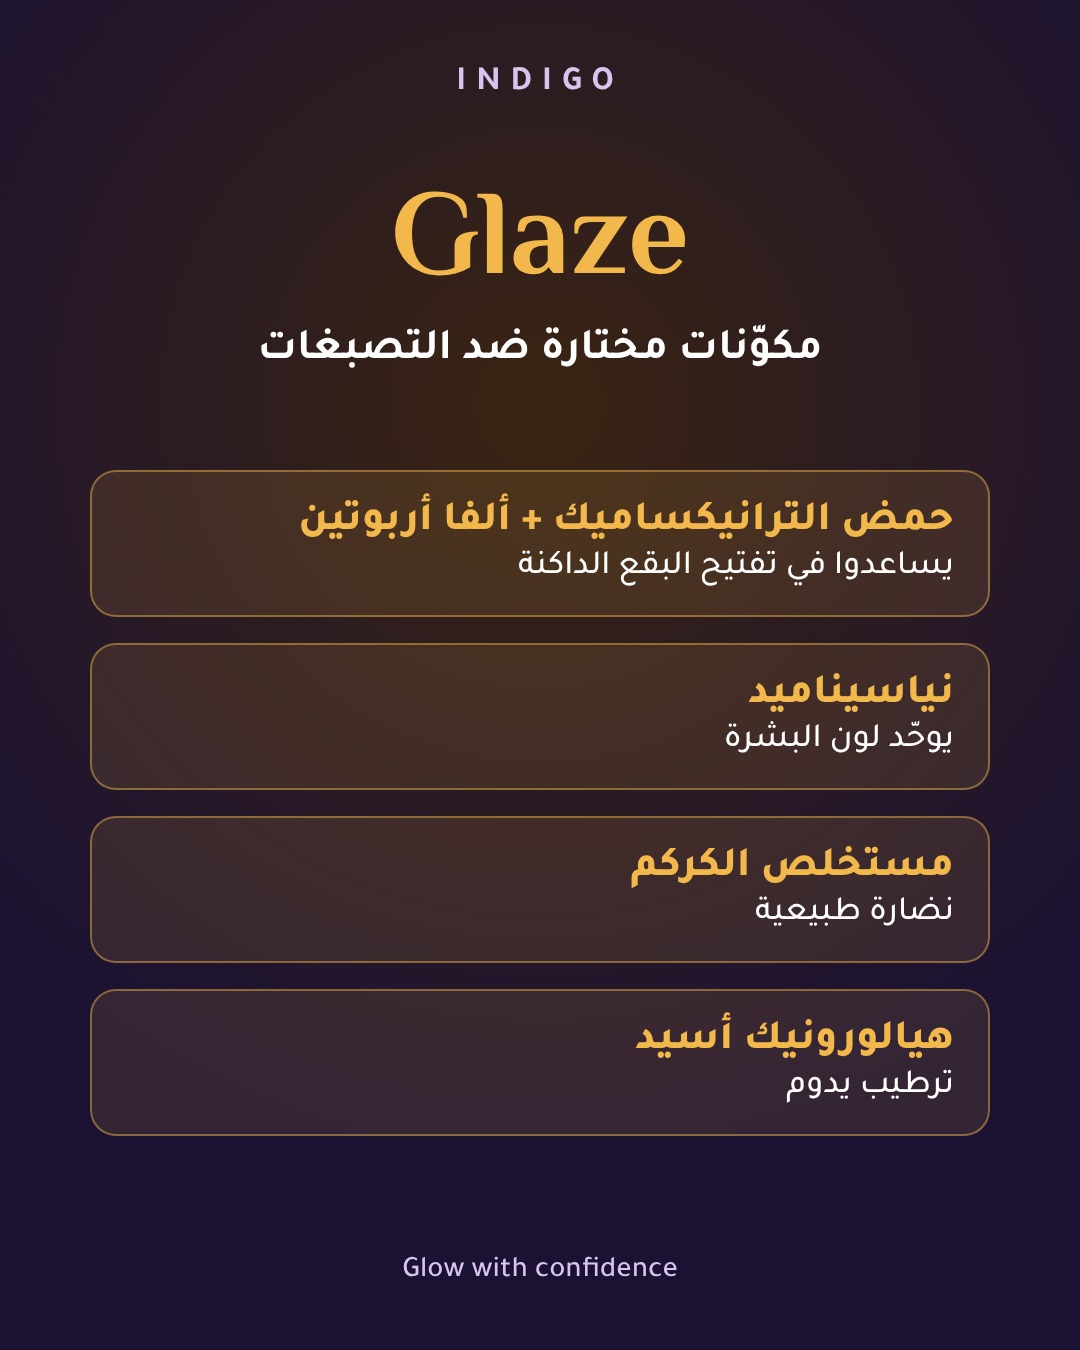 INDIGO
Glaze
مكوّنات مختارة ضد التصبغات
حمض الترانيكساميك + ألفا أربوتين
يساعدوا في تفتيح البقع الداكنة
نياسيناميد
يوحّد لون البشرة
مستخلص الكركم
نضارة طبيعية
هيالورونيك أسيد
ترطيب يدوم
Glow with confidence